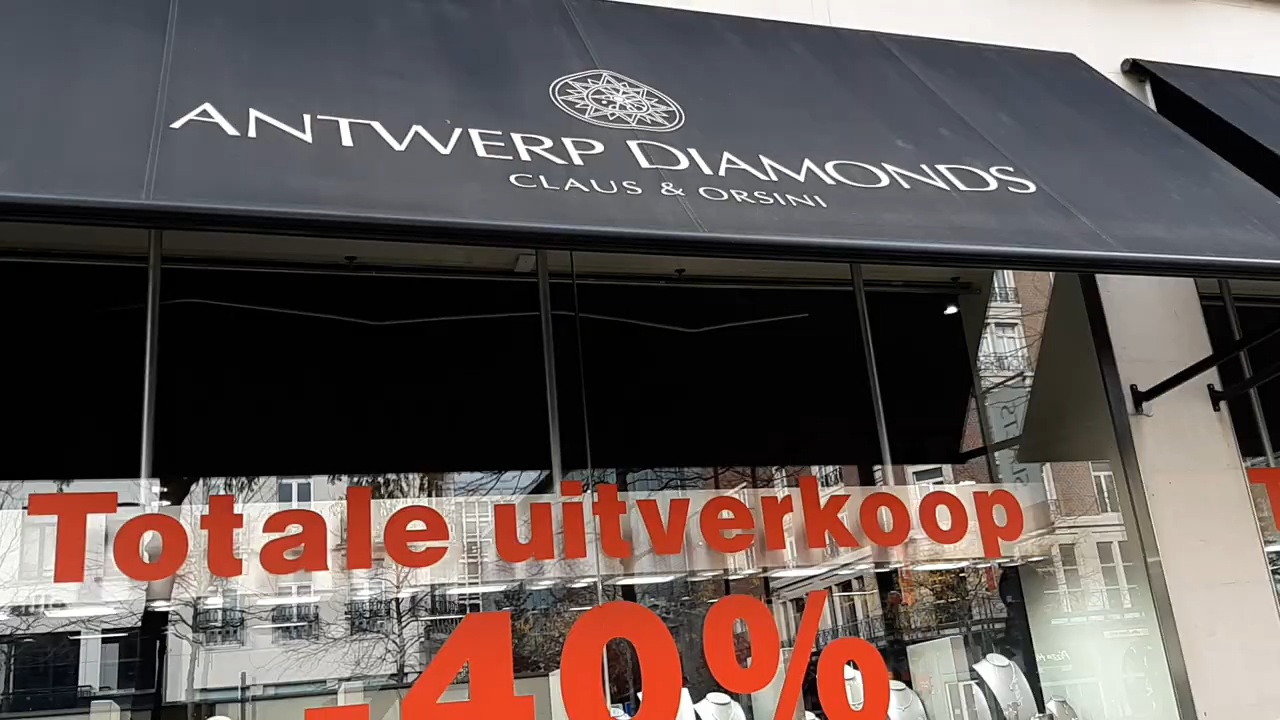 ANTWERP DIAMONDS
CLAUS & ORSINI
Totale uitverkoop
-40%